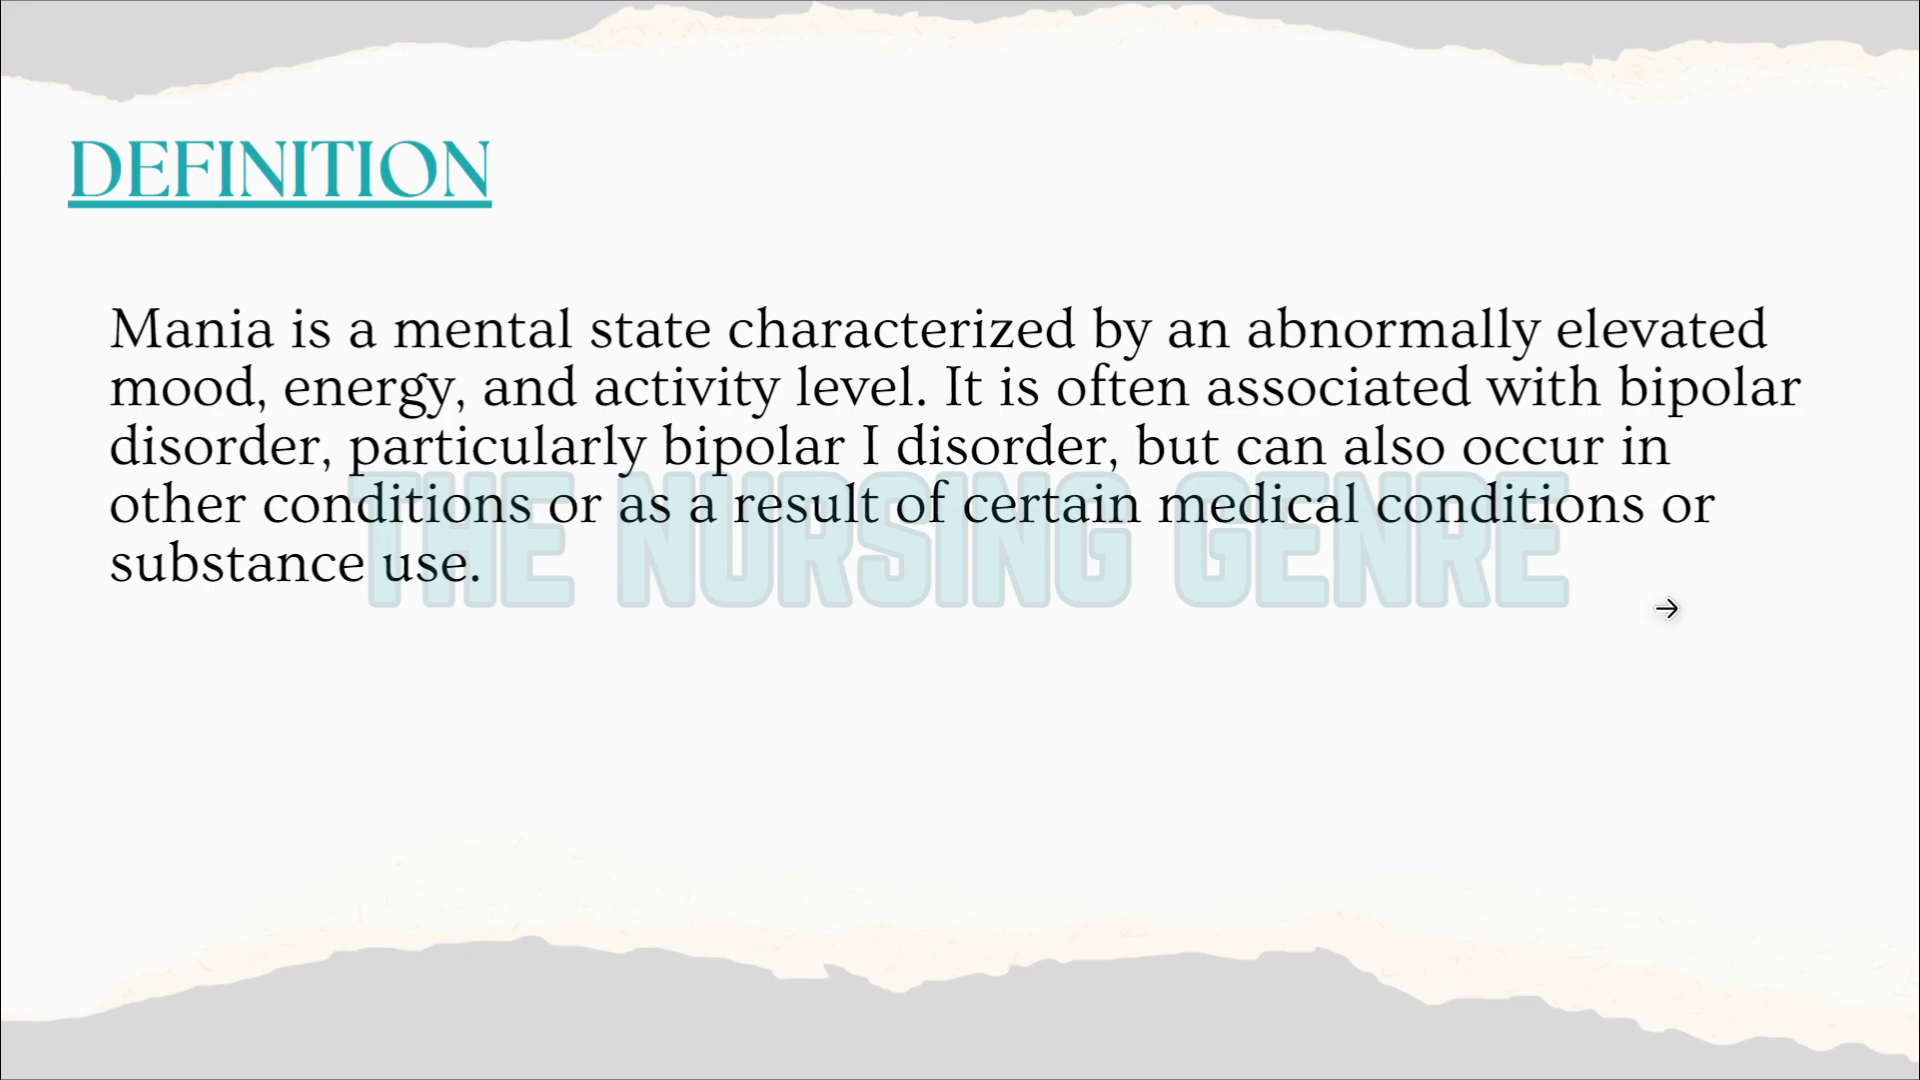 DEFINITION
Mania is a mental state characterized by an abnormally elevated
mood, energy, and activity level. It is often associated with bipolar
disorder, particularly bipolar I disorder, but can also occur in
other conditions or as a result of certain medical conditions or
substance use.
THE NURSING GENRE